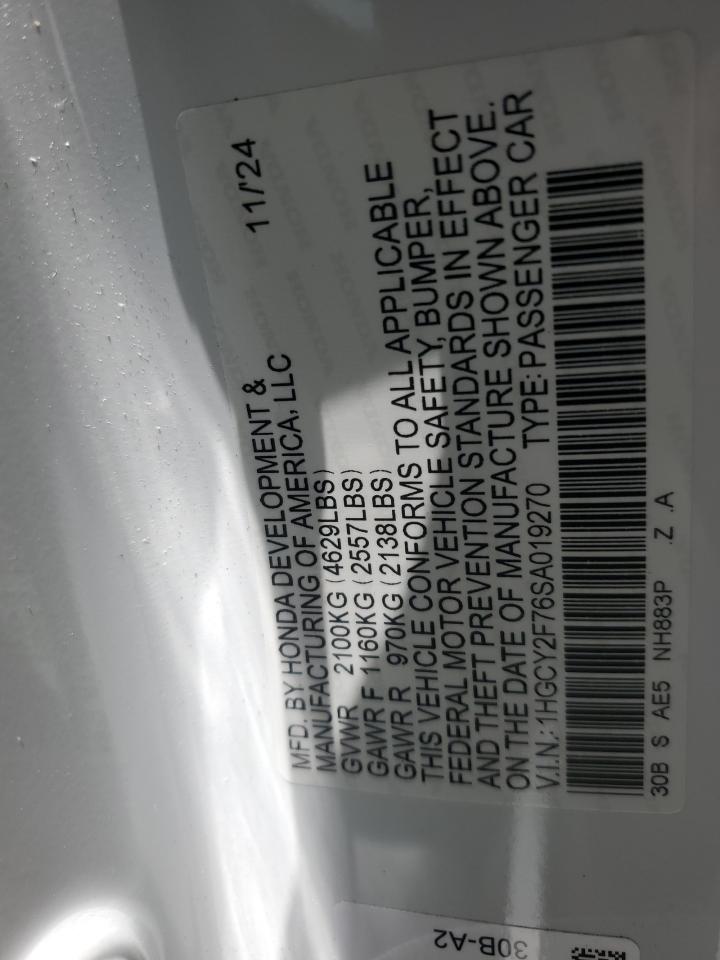 MFD. BY HONDA DEVELOPMENT & 11/'24
MANUFACTURING OF AMERICA, LLC
GVWR 2100KG (4629LBS)
GAWR F 1160KG (2557LBS)
GAWR R 970KG (2138LBS)
THIS VEHICLE CONFORMS TO ALL APPLICABLE
FEDERAL MOTOR VEHICLE SAFETY, BUMPER,
AND THEFT PREVENTION STANDARDS IN EFFECT
ON THE DATE OF MANUFACTURE SHOWN ABOVE.
V.I.N.: 1HGCY2F76SA019270 TYPE: PASSENGER CAR
30B S AE5 NH883P .Z .A
30B-A2